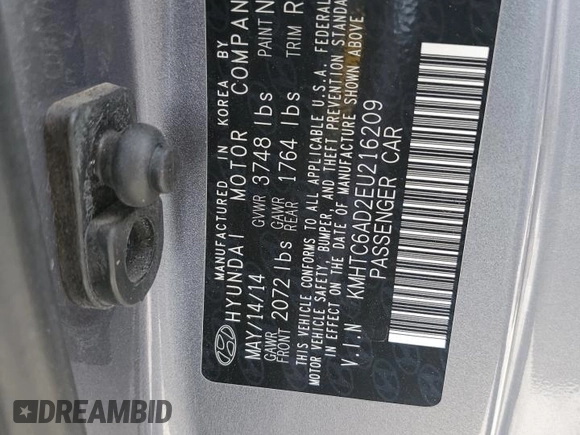 MANUFACTURED IN KOREA BY
HYUNDAI MOTOR COMPAN
MAY/14/14 GVWR 3748 lbs PAINT N
GAWR FRONT 2072 lbs GAWR REAR 1764 lbs TRIM R
THIS VEHICLE CONFORMS TO ALL APPLICABLE U.S.A. FEDERAL
MOTOR VEHICLE SAFETY, BUMPER, AND THEFT PREVENTION STANDA
IN EFFECT ON THE DATE OF MANUFACTURE SHOWN ABOVE.
V.I.N KMHTC6AD2EU216209
PASSENGER CAR
DREAMBID